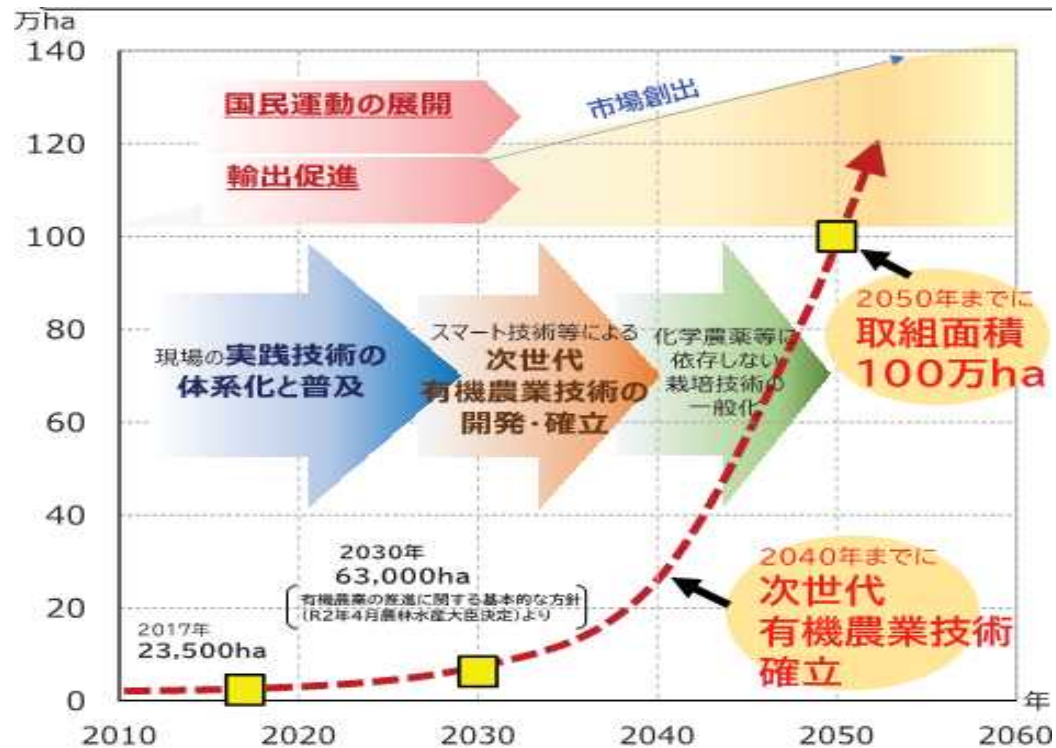 万ha
140
120
100
80
60
40
20
0
国民運動の展開
輸出促進
市場創出
現場の実践技術の
体系化と普及
スマート技術等による
次世代
有機農業技術の
開発・確立
化学農薬等に
依存しない
栽培技術の
一般化
2050年までに
取組面積
100万ha
2040年までに
次世代
有機農業技術
確立
2030年
63,000ha
有機農業の推進に関する基本的な方針
(R2年4月農林水産大臣決定)より
2017年
23,500ha
2010
2020
2030
2040
2050
2060
年